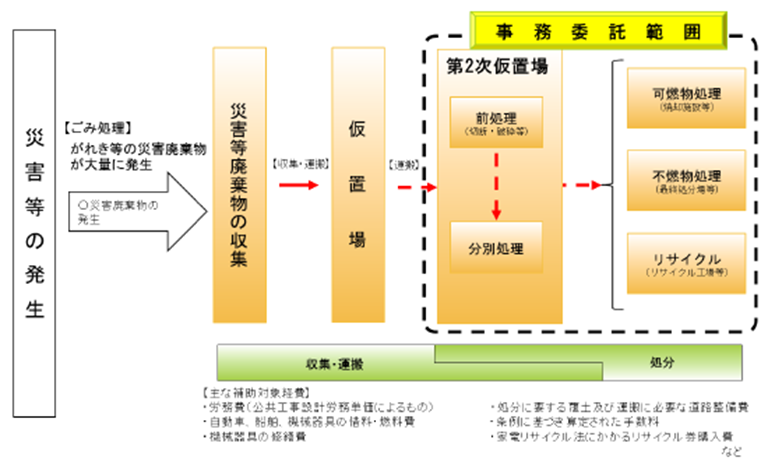 事務委託範囲
災害等の発生
【ごみ処理】
がれき等の災害廃棄物
が大量に発生
○災害廃棄物の
発生
災害等廃棄物の収集
【収集・運搬】
仮置場
【運搬】
第2次仮置場
前処理
(切断・破砕等)
分別処理
可燃物処理
(焼却施設等)
不燃物処理
(最終処分場等)
リサイクル
(リサイクル工場等)
収集・運搬
処分
【主な補助対象経費】
・労務費(公共工事設計労務単価によるもの)
・自動車、船舶、機械器具の借料・燃料費
・機械器具の修繕費
・処分に要する覆土及び運搬に必要な道路整備費
・条例に基づき算定された手数料
・家電リサイクル法にかかるリサイクル券購入費
など